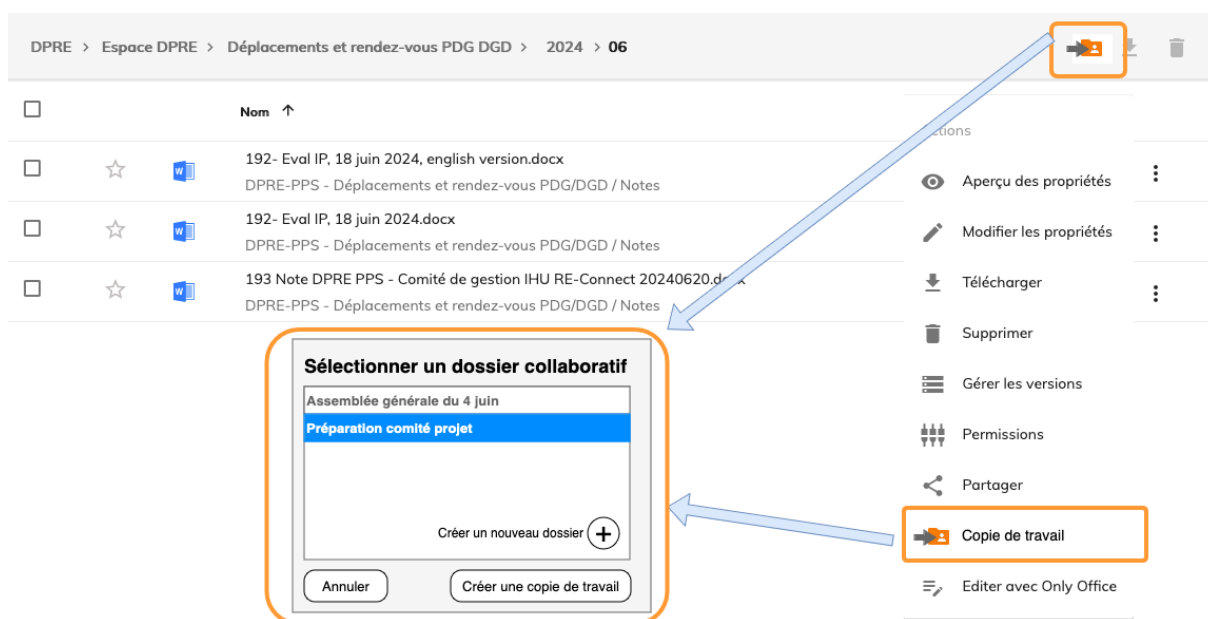 DPRE > Espace DPRE > Déplacements et rendez-vous PDG DGD > 2024 > 06
Nom ↑
192- Eval IP, 18 juin 2024, english version.docx
DPRE-PPS - Déplacements et rendez-vous PDG/DGD / Notes
192- Eval IP, 18 juin 2024.docx
DPRE-PPS - Déplacements et rendez-vous PDG/DGD / Notes
193 Note DPRE PPS - Comité de gestion IHU RE-Connect 20240620.docx
DPRE-PPS - Déplacements et rendez-vous PDG/DGD / Notes
Sélectionner un dossier collaboratif
Assemblée générale du 4 juin
Préparation comité projet
Créer un nouveau dossier +
Annuler
Créer une copie de travail
Actions
Aperçu des propriétés
Modifier les propriétés
Télécharger
Supprimer
Gérer les versions
Permissions
Partager
Copie de travail
Editer avec Only Office